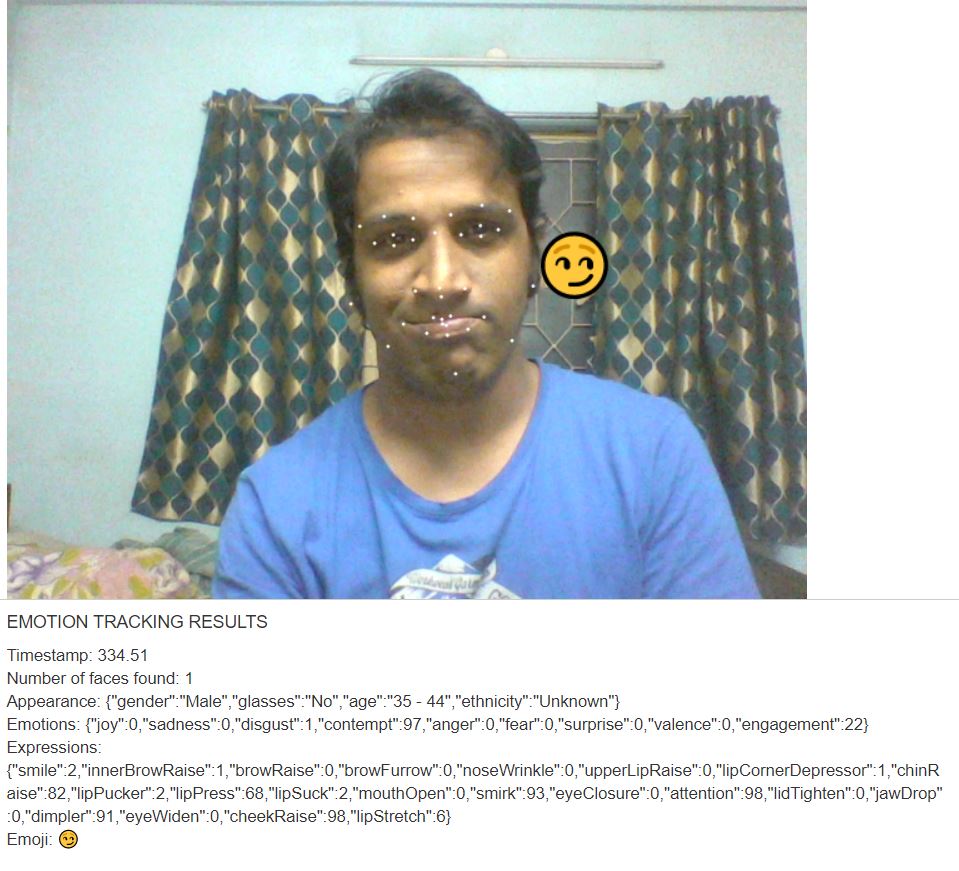 EMOTION TRACKING RESULTS
Timestamp: 334.51
Number of faces found: 1
Appearance: {"gender":"Male","glasses":"No","age":"35 - 44","ethnicity":"Unknown"}
Emotions: {"joy":0,"sadness":0,"disgust":1,"contempt":97,"anger":0,"fear":0,"surprise":0,"valence":0,"engagement":22}
Expressions:
{"smile":2,"innerBrowRaise":1,"browRaise":0,"browFurrow":0,"noseWrinkle":0,"upperLipRaise":0,"lipCornerDepressor":1,"chinR
aise":82,"lipPucker":2,"lipPress":68,"lipSuck":2,"mouthOpen":0,"smirk":93,"eyeClosure":0,"attention":98,"lidTighten":0,"jawDrop"
:0,"dimpler":91,"eyeWiden":0,"cheekRaise":98,"lipStretch":6}
Emoji: 😏